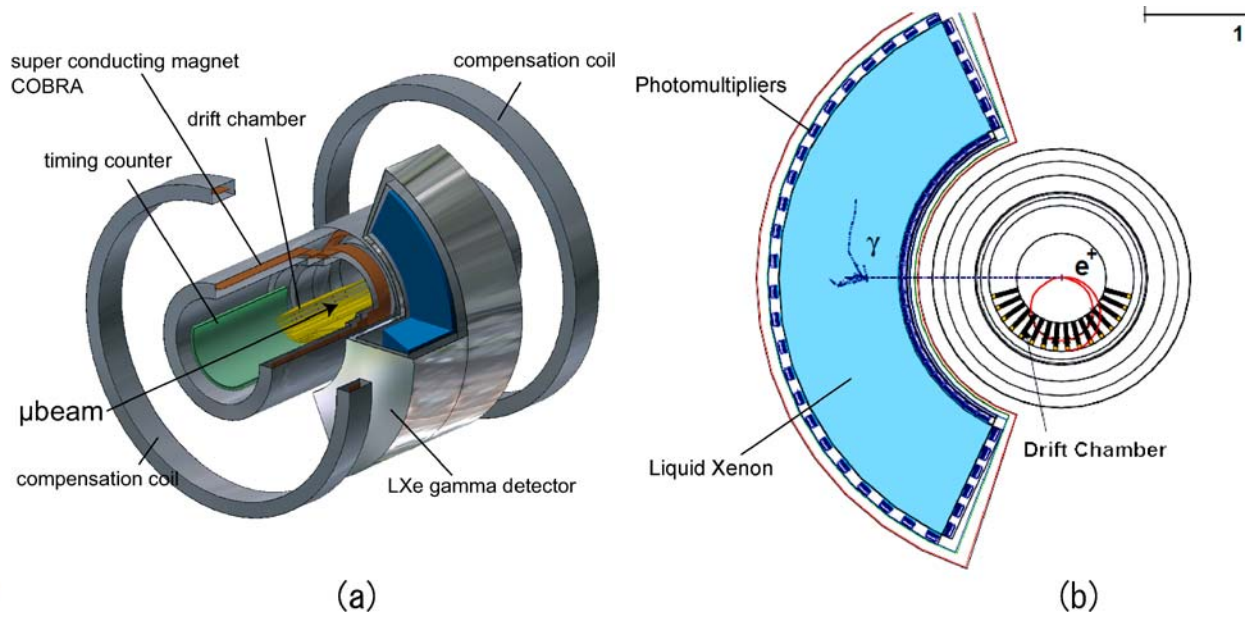 super conducting magnet
COBRA
drift chamber
timing counter
μbeam
compensation coil
compensation coil
LXe gamma detector
(a)
1
Photomultipliers
γ
e+
Liquid Xenon
Drift Chamber
(b)